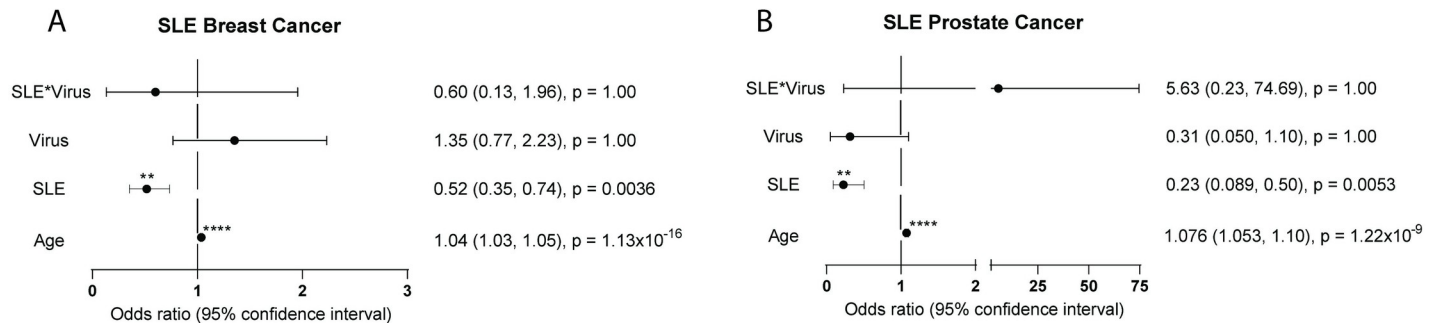 A
SLE Breast Cancer
SLE*Virus
0.60 (0.13, 1.96), p = 1.00
Virus
1.35 (0.77, 2.23), p = 1.00
SLE
**
0.52 (0.35, 0.74), p = 0.0036
Age
****
1.04 (1.03, 1.05), p = 1.13x10⁻¹⁶
0 1 2 3
Odds ratio (95% confidence interval)
B
SLE Prostate Cancer
SLE*Virus
5.63 (0.23, 74.69), p = 1.00
Virus
0.31 (0.050, 1.10), p = 1.00
SLE
**
0.23 (0.089, 0.50), p = 0.0053
Age
****
1.076 (1.053, 1.10), p = 1.22x10⁻⁹
0 1 2 25 50 75
Odds ratio (95% confidence interval)